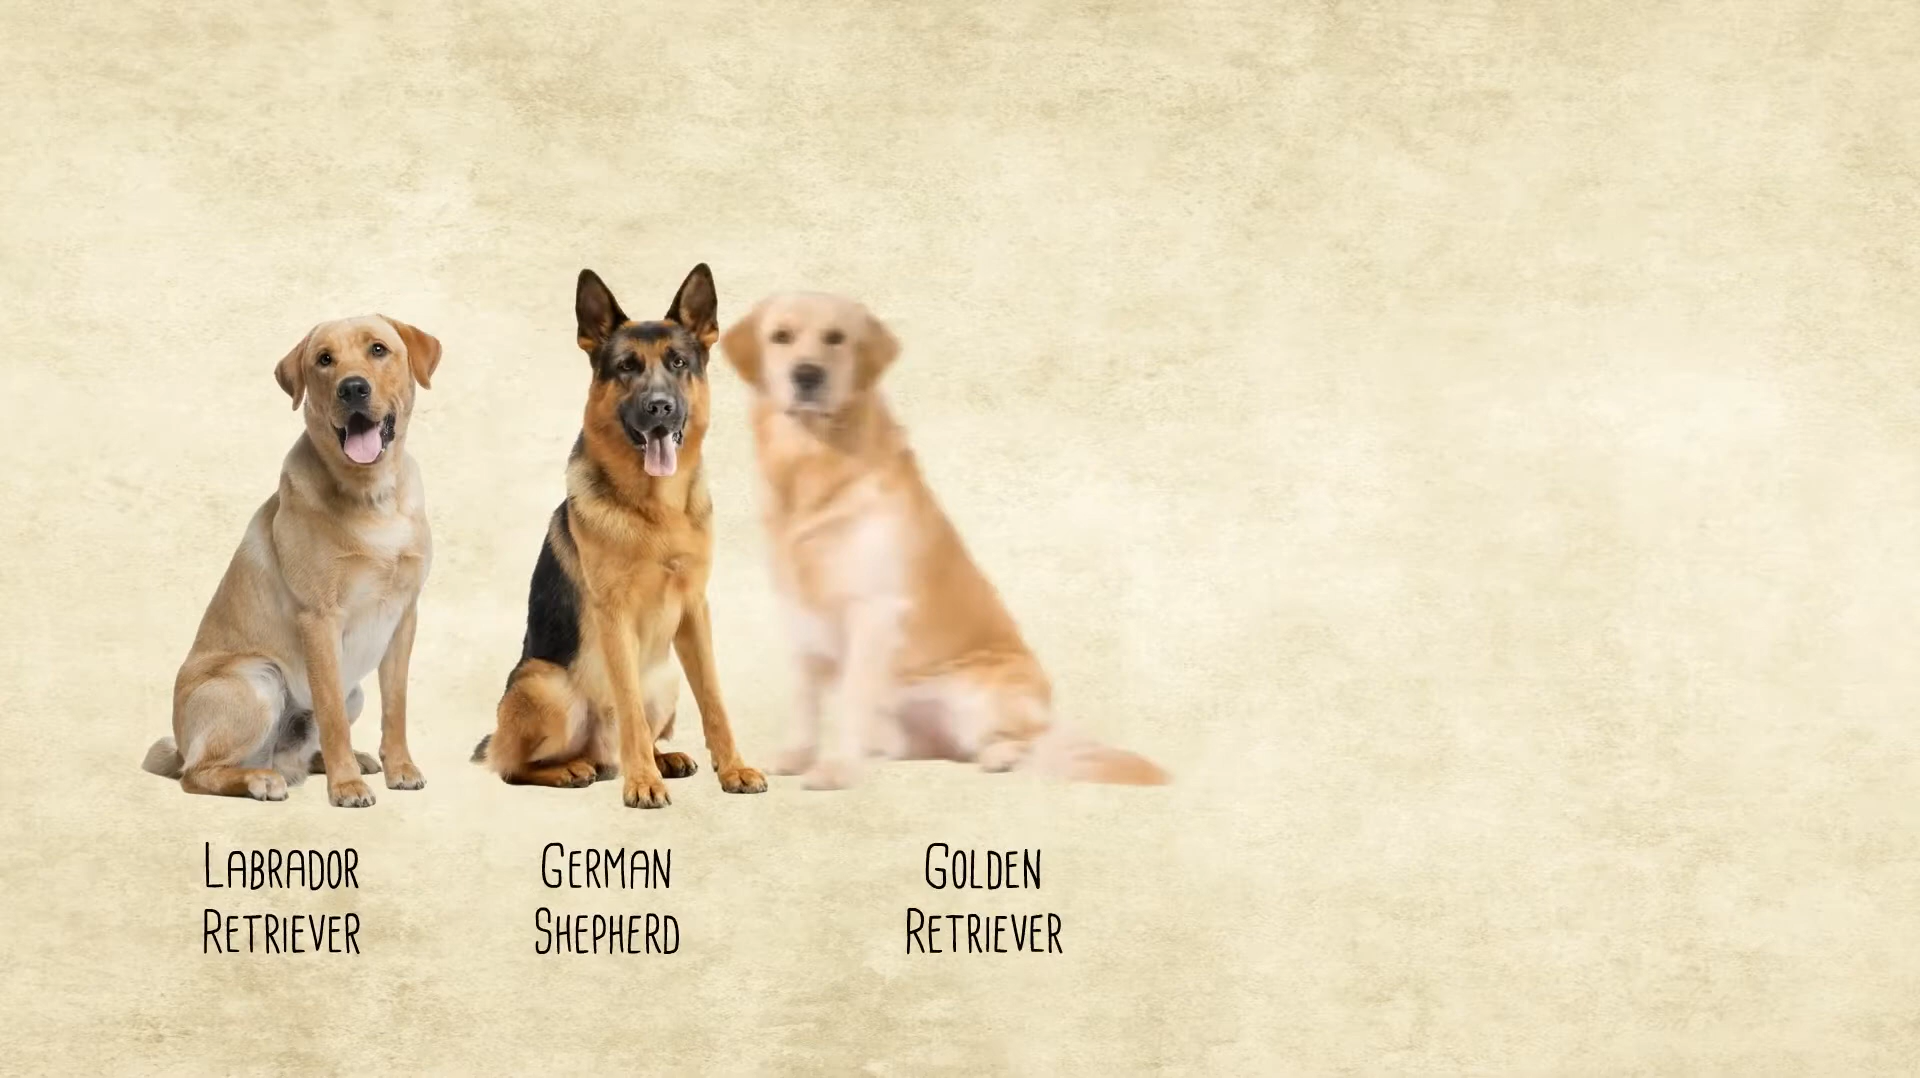 Labrador
Retriever
German
Shepherd
Golden
Retriever